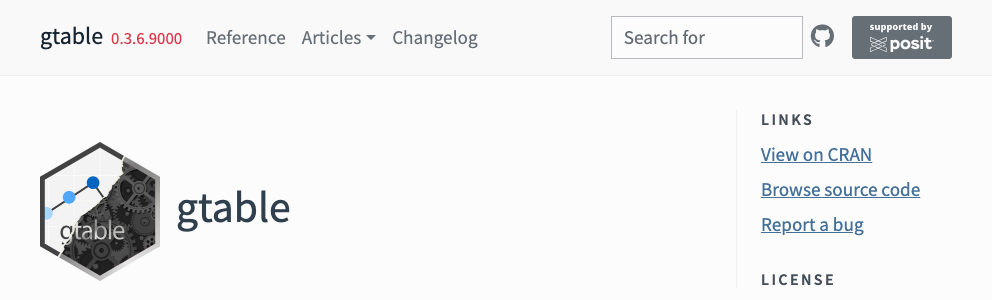 gtable 0.3.6.9000 Reference Articles Changelog Search for
supported by
posit
LINKS
View on CRAN
Browse source code
gtable
gtable
Report a bug
LICENSE